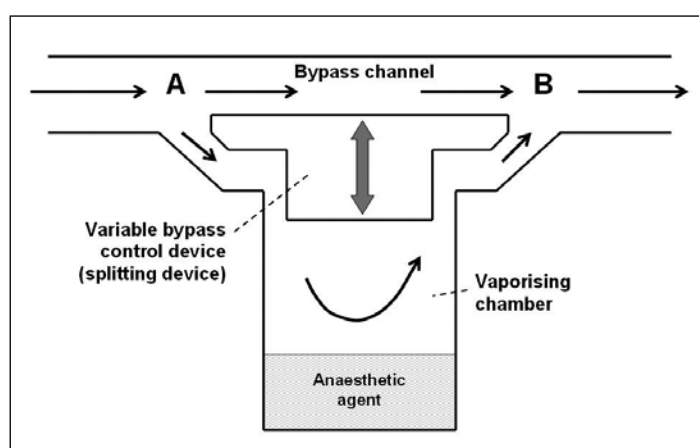 A
Bypass channel
B
Variable bypass
control device
(splitting device)
Vaporising
chamber
Anaesthetic
agent